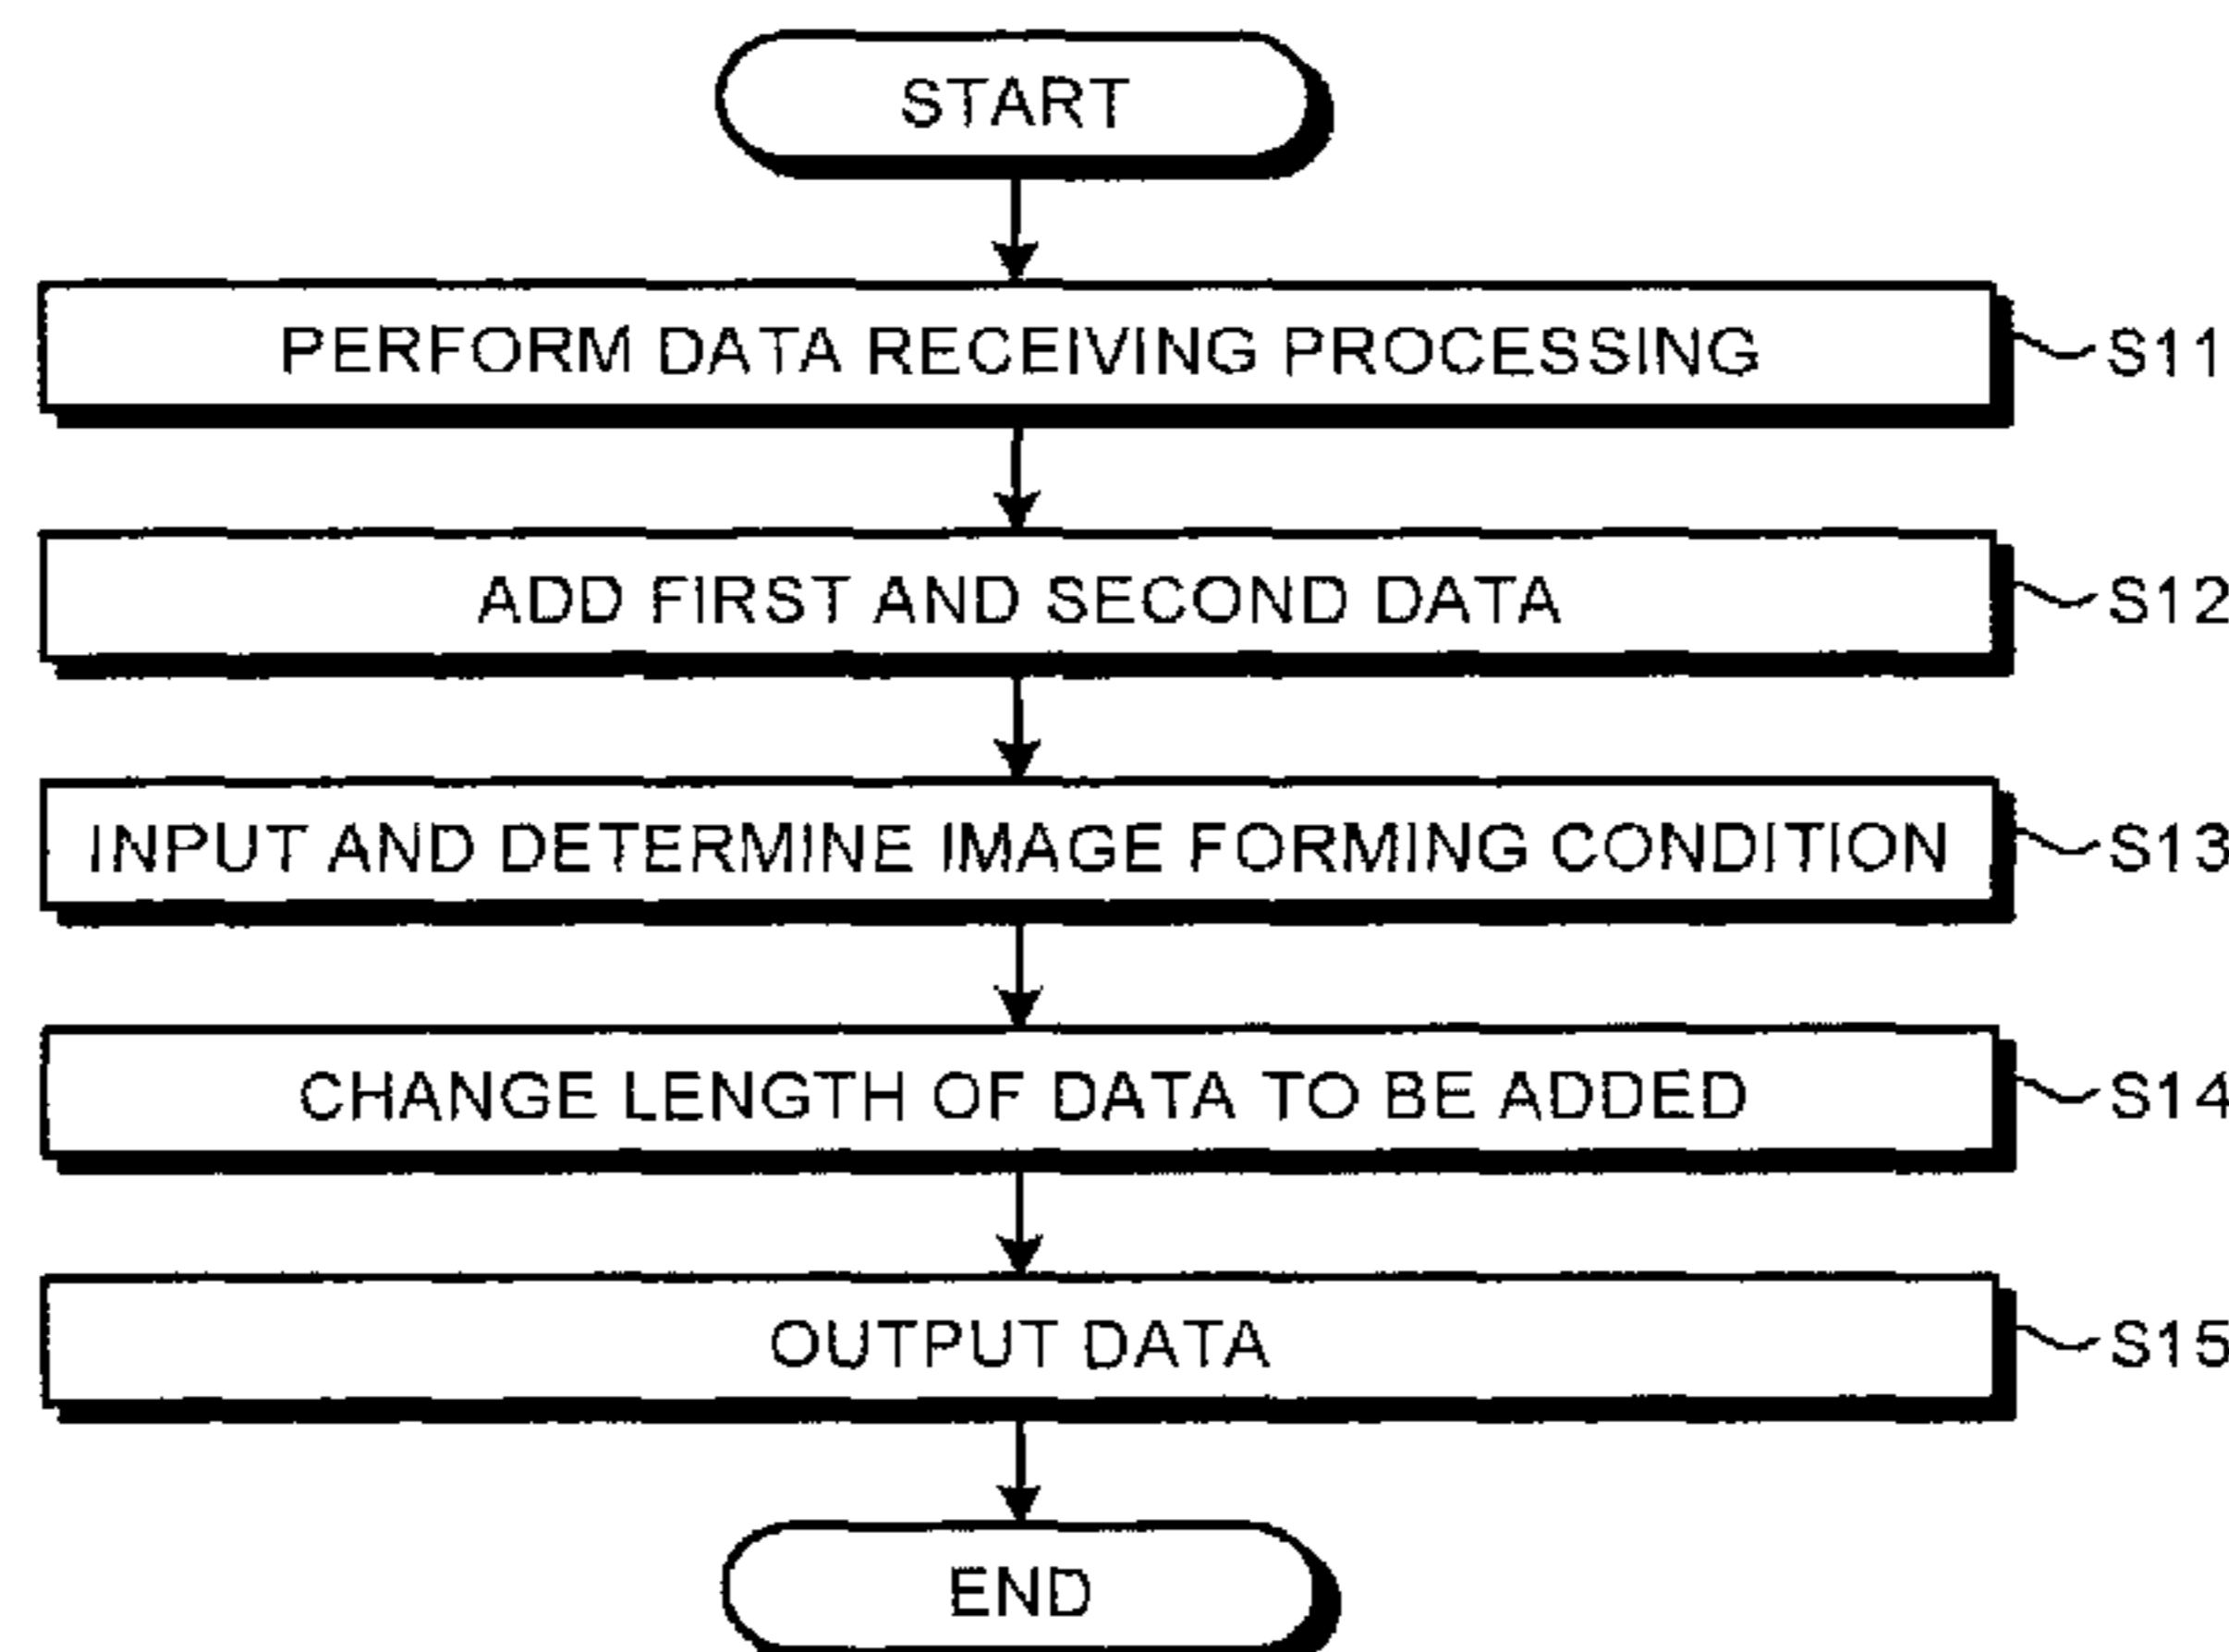 START
PERFORM DATA RECEIVING PROCESSING S11
ADD FIRST AND SECOND DATA S12
INPUT AND DETERMINE IMAGE FORMING CONDITION S13
CHANGE LENGTH OF DATA TO BE ADDED S14
OUTPUT DATA S15
END